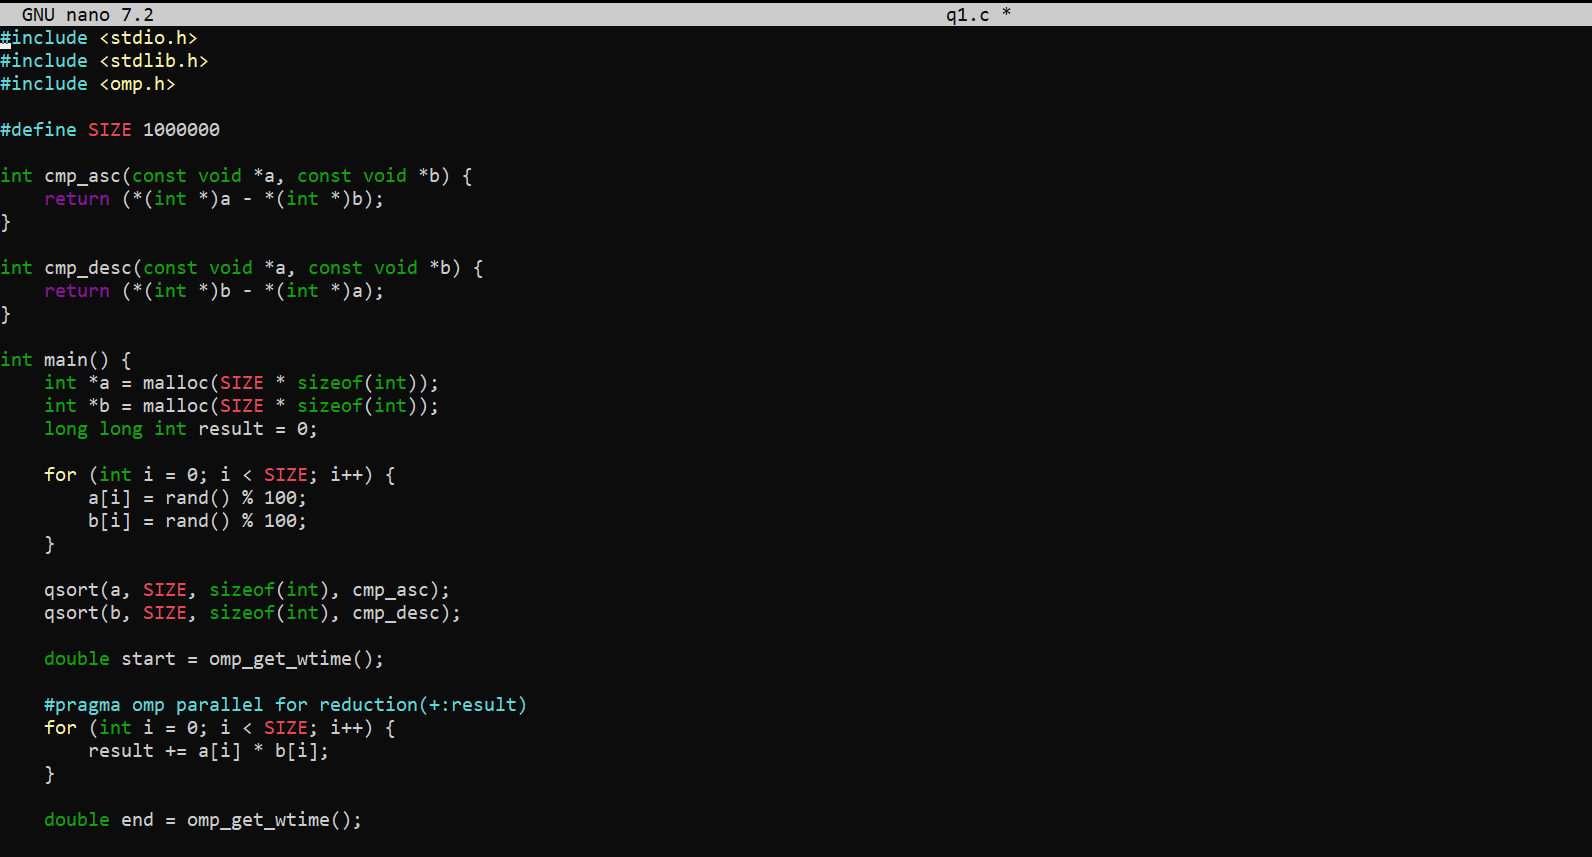 GNU nano 7.2 q1.c *
#include <stdio.h>
#include <stdlib.h>
#include <omp.h>

#define SIZE 1000000

int cmp_asc(const void *a, const void *b) {
    return (*(int *)a - *(int *)b);
}

int cmp_desc(const void *a, const void *b) {
    return (*(int *)b - *(int *)a);
}

int main() {
    int *a = malloc(SIZE * sizeof(int));
    int *b = malloc(SIZE * sizeof(int));
    long long int result = 0;

    for (int i = 0; i < SIZE; i++) {
        a[i] = rand() % 100;
        b[i] = rand() % 100;
    }

    qsort(a, SIZE, sizeof(int), cmp_asc);
    qsort(b, SIZE, sizeof(int), cmp_desc);

    double start = omp_get_wtime();

    #pragma omp parallel for reduction(+:result)
    for (int i = 0; i < SIZE; i++) {
        result += a[i] * b[i];
    }

    double end = omp_get_wtime();